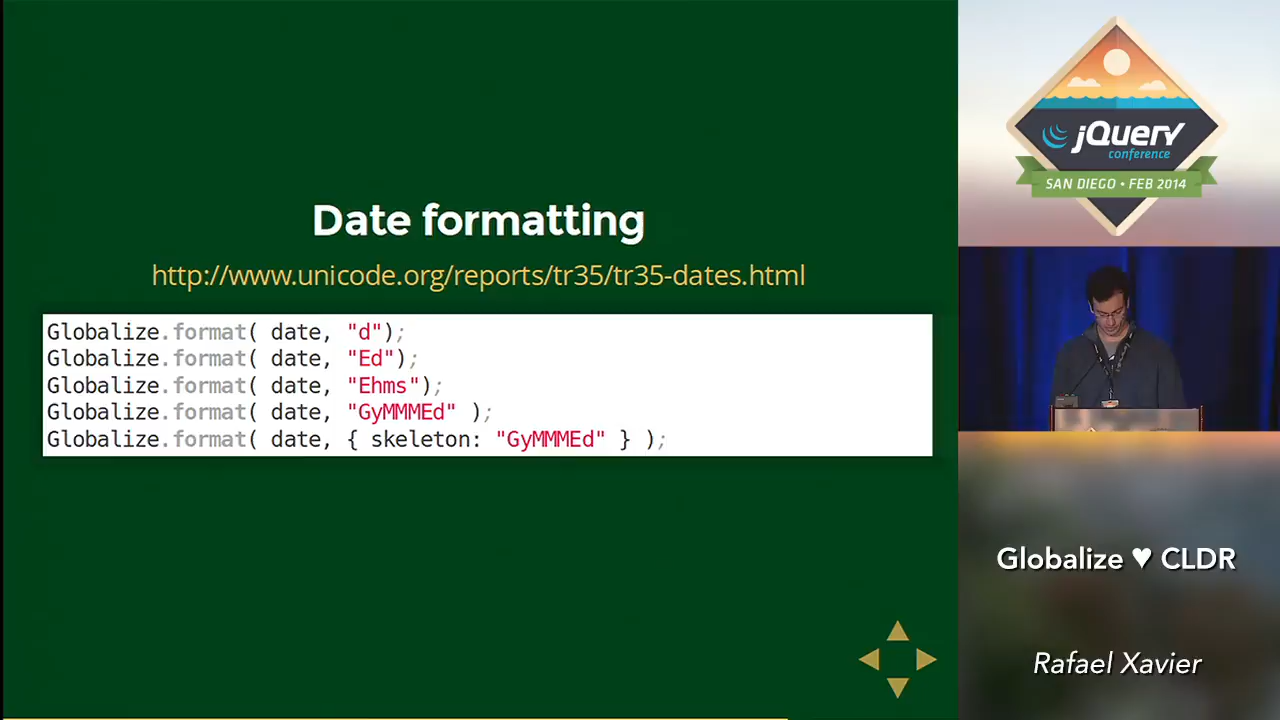 Date formatting
http://www.unicode.org/reports/tr35/tr35-dates.html
Globalize.format( date, "d");
Globalize.format( date, "Ed");
Globalize.format( date, "Ehms");
Globalize.format( date, "GyMMMEd" );
Globalize.format( date, { skeleton: "GyMMMEd" } );
jQuery
conference
SAN DIEGO • FEB 2014
Globalize ♥ CLDR
Rafael Xavier